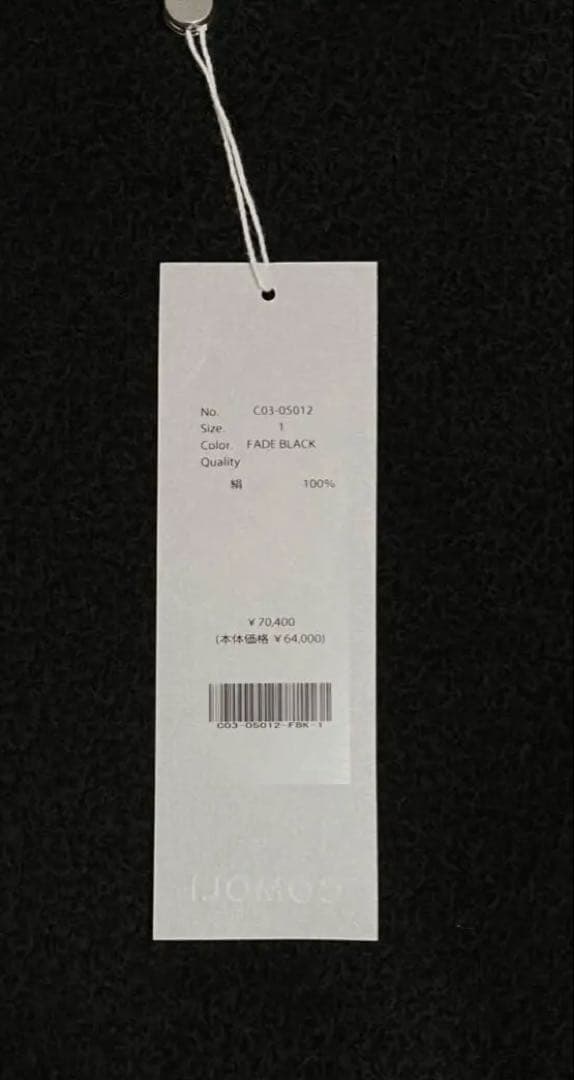 No. C03-05012
Size. 1
Color. FADE BLACK
Quality
絹 100%
¥70,400
(本体価格 ¥64,000)
C03-05012-FBK-1
COMOLI